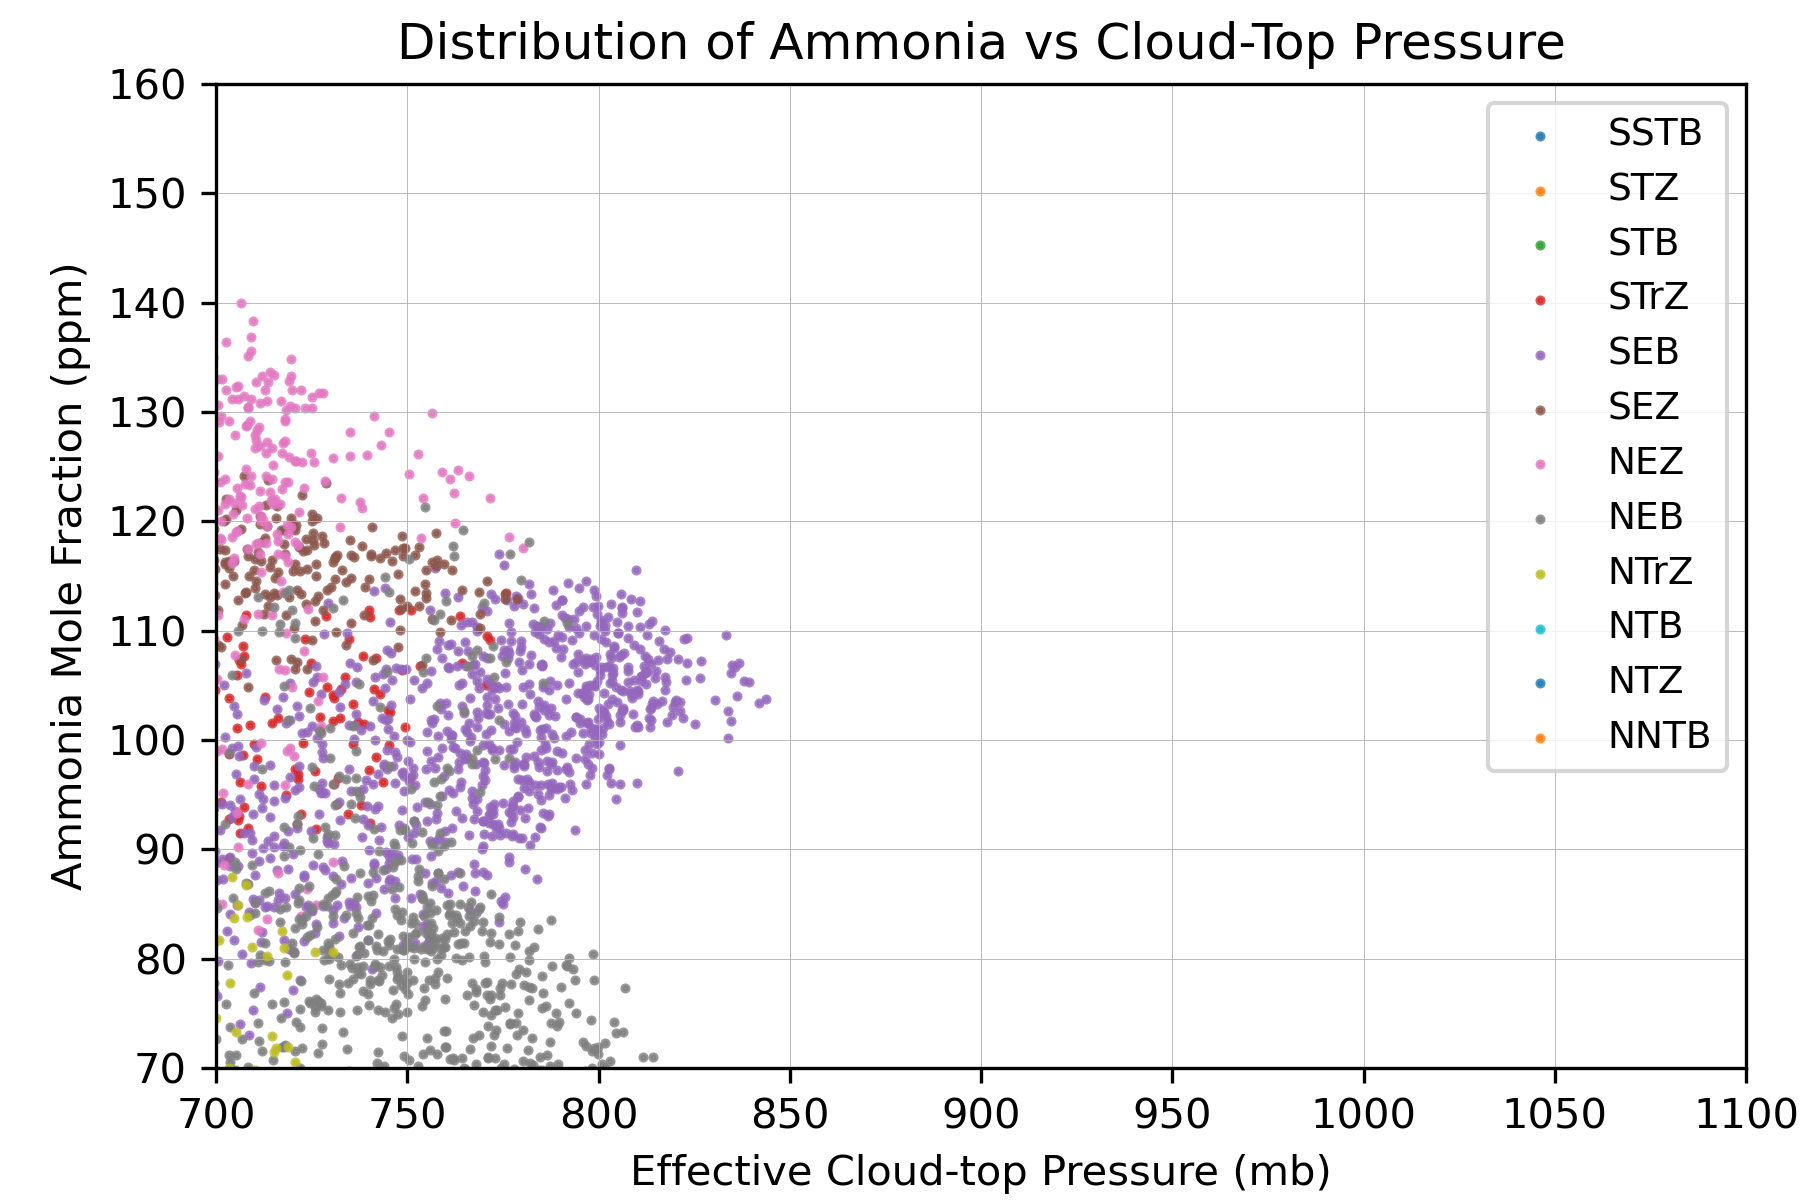 Distribution of Ammonia vs Cloud-Top Pressure
160
150
140
130
120
110
100
90
80
70
Ammonia Mole Fraction (ppm)
SSTB
STZ
STB
STrZ
SEB
SEZ
NEZ
NEB
NTrZ
NTB
NTZ
NNTB
700 750 800 850 900 950 1000 1050 1100
Effective Cloud-top Pressure (mb)